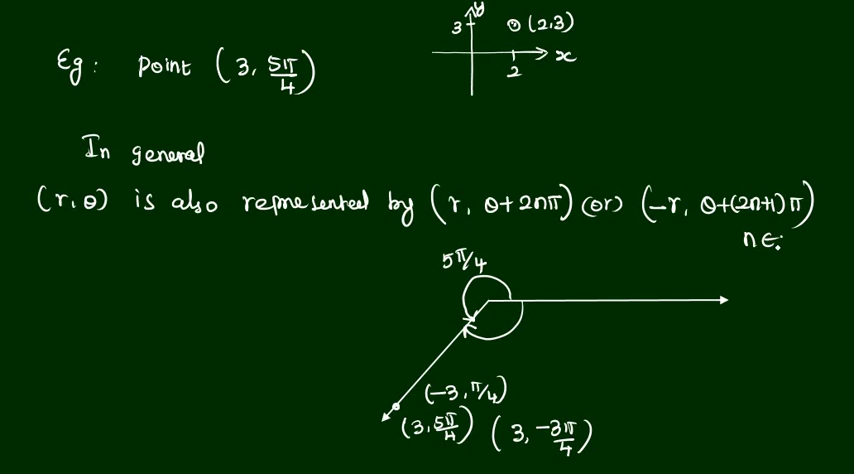 y
3
(2,3)
x
2
Eg: Point (3, 5π/4)
In general
(r, θ) is also represented by (r, θ+2nπ) (or) (-r, θ+(2n+1)π)
n∈
5π/4
(-3, π/4)
(3, 5π/4) (3, -3π/4)